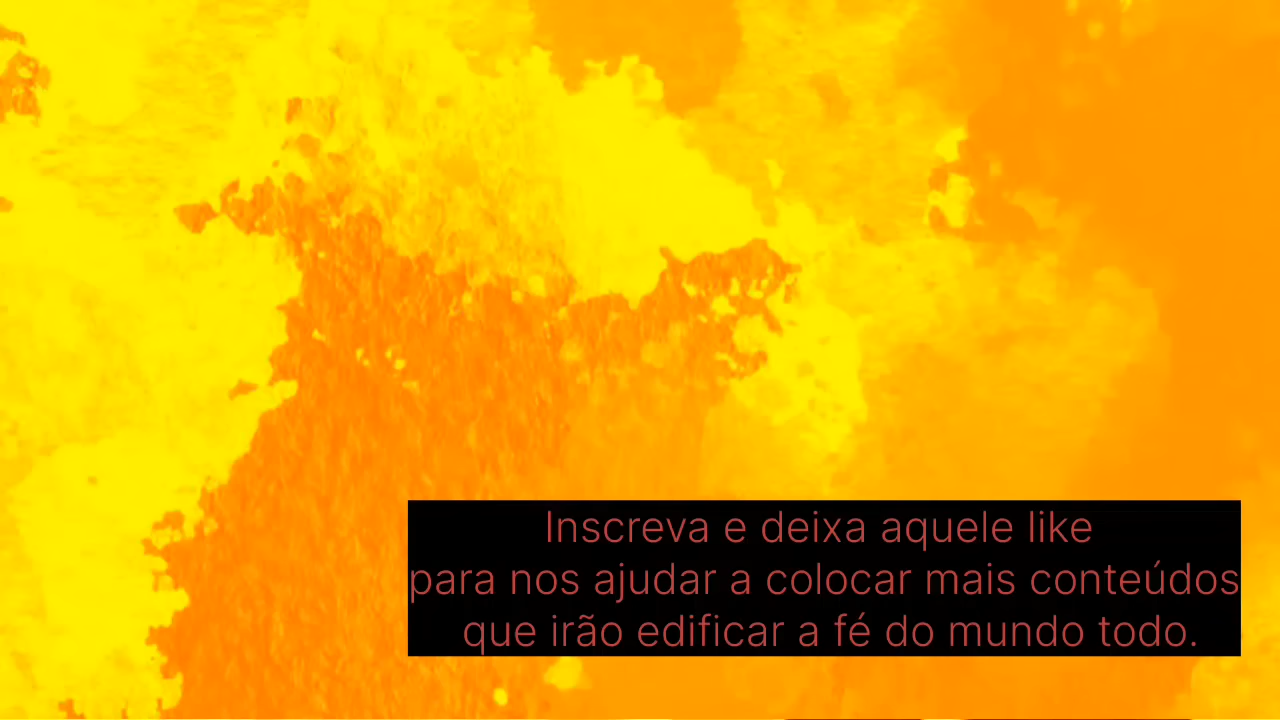 Inscreva e deixa aquele like
para nos ajudar a colocar mais conteúdos
que irão edificar a fé do mundo todo.